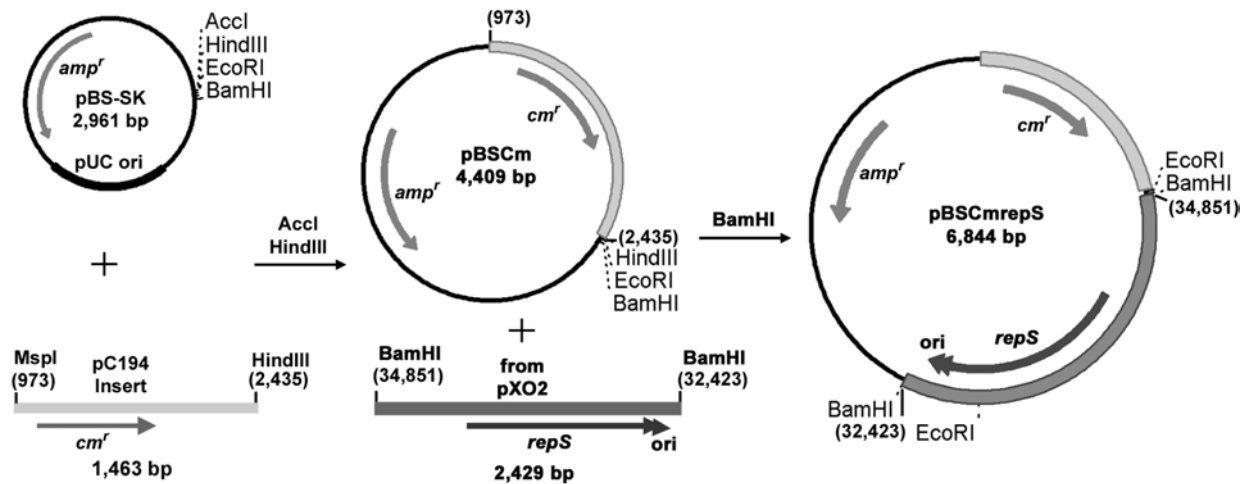 AccI
HindIII
EcoRI
BamHI
amp^r
pBS-SK
2,961 bp
pUC ori
+
MspI
(973)
pC194
Insert
HindIII
(2,435)
cm^r
1,463 bp
AccI
HindIII
(973)
cm^r
pBSCm
4,409 bp
amp^r
(2,435)
HindIII
EcoRI
BamHI
+
BamHI
(34,851)
from
pXO2
BamHI
(32,423)
repS
ori
2,429 bp
BamHI
cm^r
amp^r
EcoRI
BamHI
(34,851)
pBSCmrepS
6,844 bp
ori
repS
BamHI
(32,423)
EcoRI